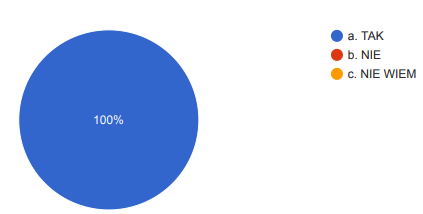 100%
a. TAK
b. NIE
c. NIE WIEM